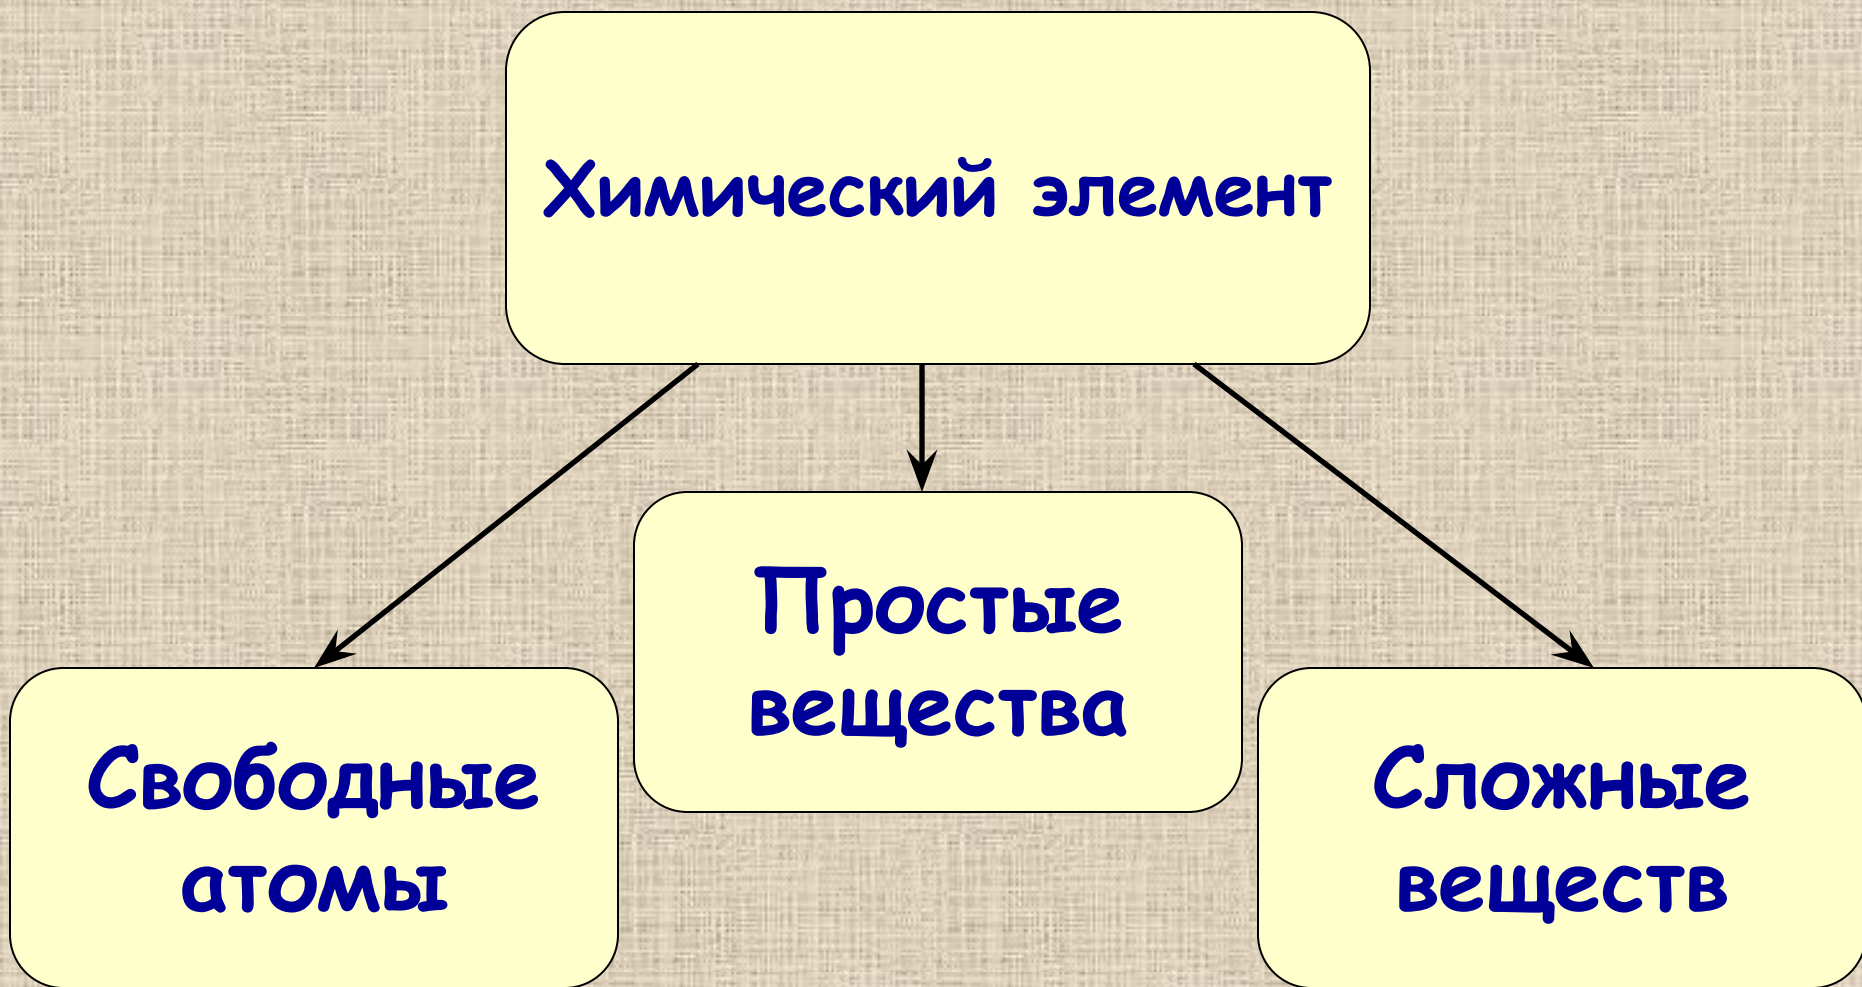 Химический элемент
Простые
вещества
Свободные
атомы
Сложные
веществ